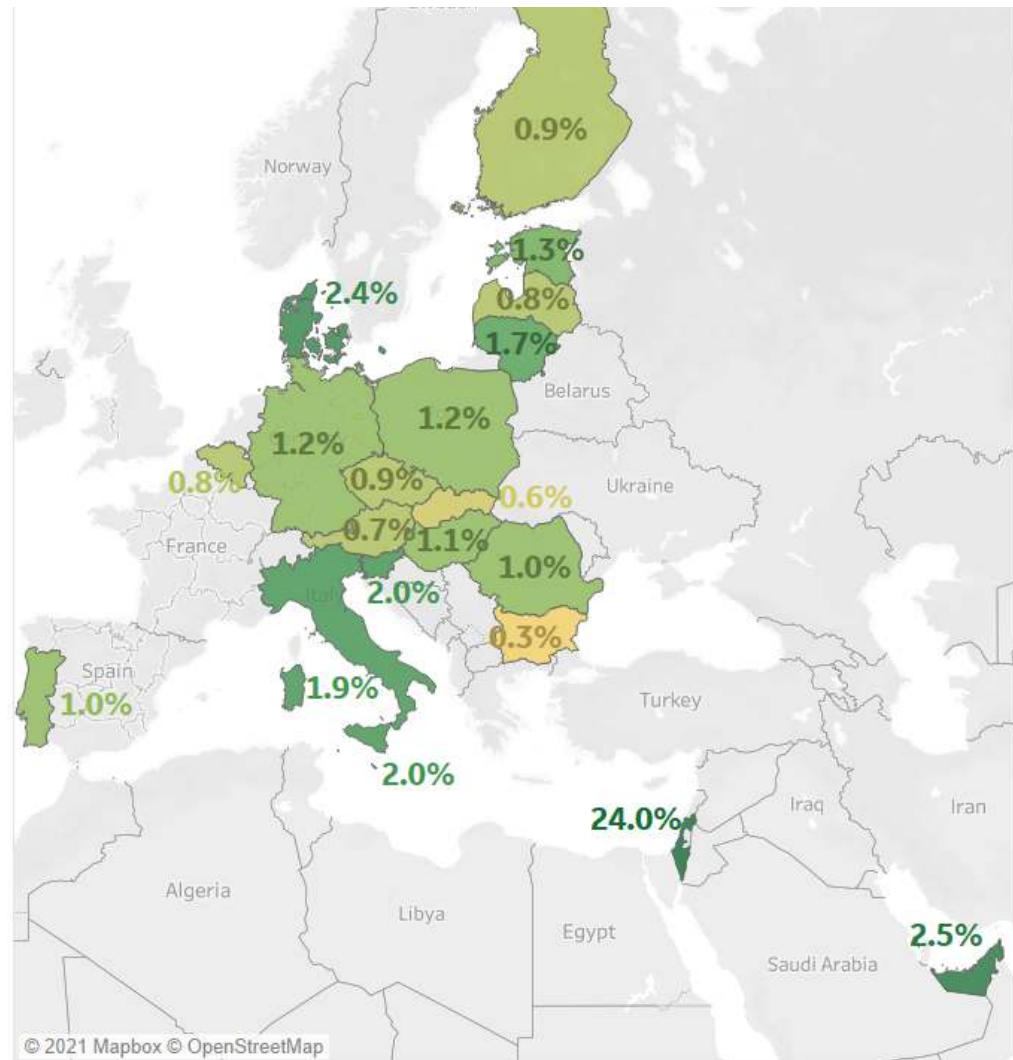 0.9%
Norway
1.3%
2.4%
0.8%
1.7%
Belarus
1.2%
1.2%
0.8%
0.9%
0.6%
Ukraine
France
0.7%
1.1%
1.0%
Italy
2.0%
0.3%
Spain
1.0%
1.9%
Turkey
2.0%
24.0%
Iraq
Iran
Algeria
Libya
Egypt
2.5%
Saudi Arabia
© 2021 Mapbox © OpenStreetMap